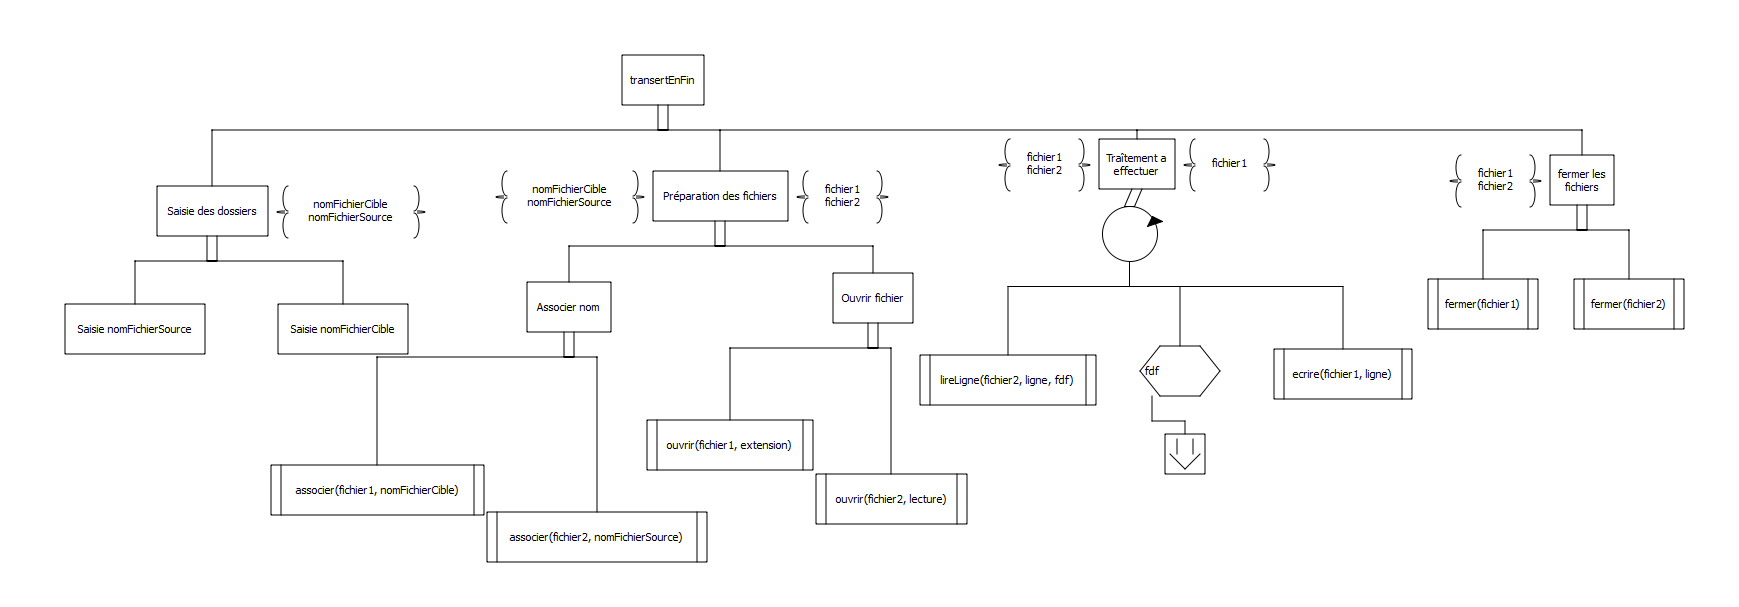 transertEnFin
Saisie des dossiers
nomFichierCible
nomFichierSource
Saisie nomFichierSource
Saisie nomFichierCible
nomFichierCible
nomFichierSource
Préparation des fichiers
fichier1
fichier2
Associer nom
associer(fichier1, nomFichierCible)
associer(fichier2, nomFichierSource)
Ouvrir fichier
ouvrir(fichier1, extension)
ouvrir(fichier2, lecture)
fichier1
fichier2
Traîtement a
effectuer
fichier1
lireLigne(fichier2, ligne, fdf)
fdf
ecrire(fichier1, ligne)
fichier1
fichier2
fermer les
fichiers
fermer(fichier1)
fermer(fichier2)